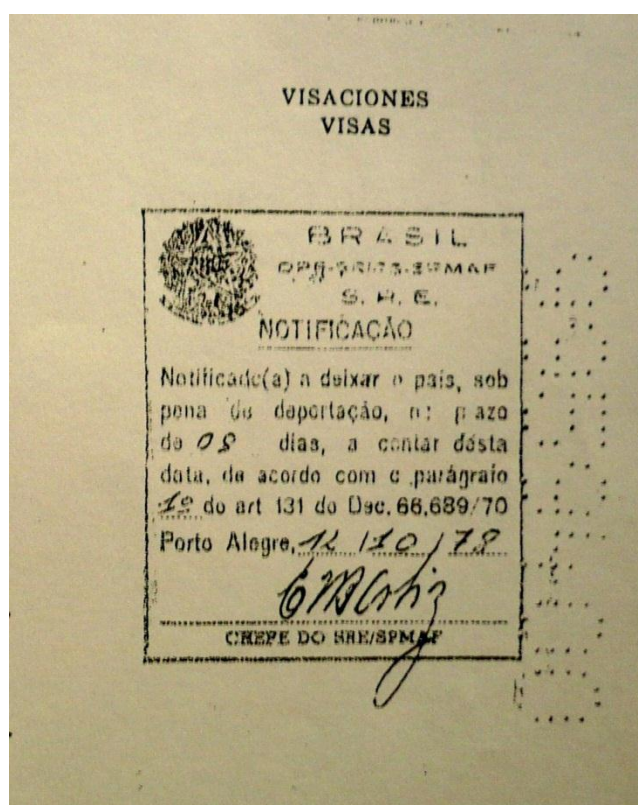 VISACIONES
VISAS
BRASIL
S. R. E.
NOTIFICAÇÃO
Notificado(a) a deixar o país, sob
pena de deportação, no prazo
de 08 dias, a contar désta
data, de acordo com o parágrafo
1º do art 131 do Dec. 66,689/70
Porto Alegre, 12/10/78
CHEFE DO SRE/SPMAF